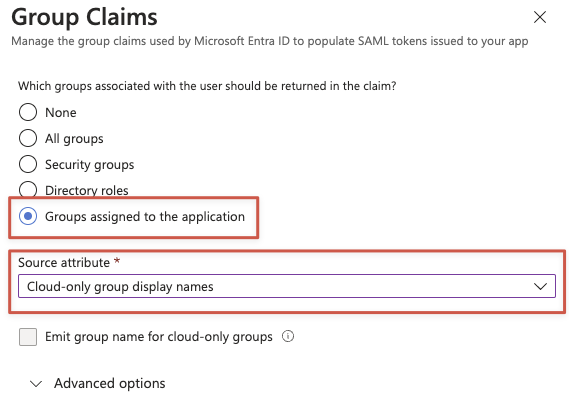 Group Claims
Manage the group claims used by Microsoft Entra ID to populate SAML tokens issued to your app
Which groups associated with the user should be returned in the claim?
None
All groups
Security groups
Directory roles
Groups assigned to the application
Source attribute *
Cloud-only group display names
Emit group name for cloud-only groups
Advanced options